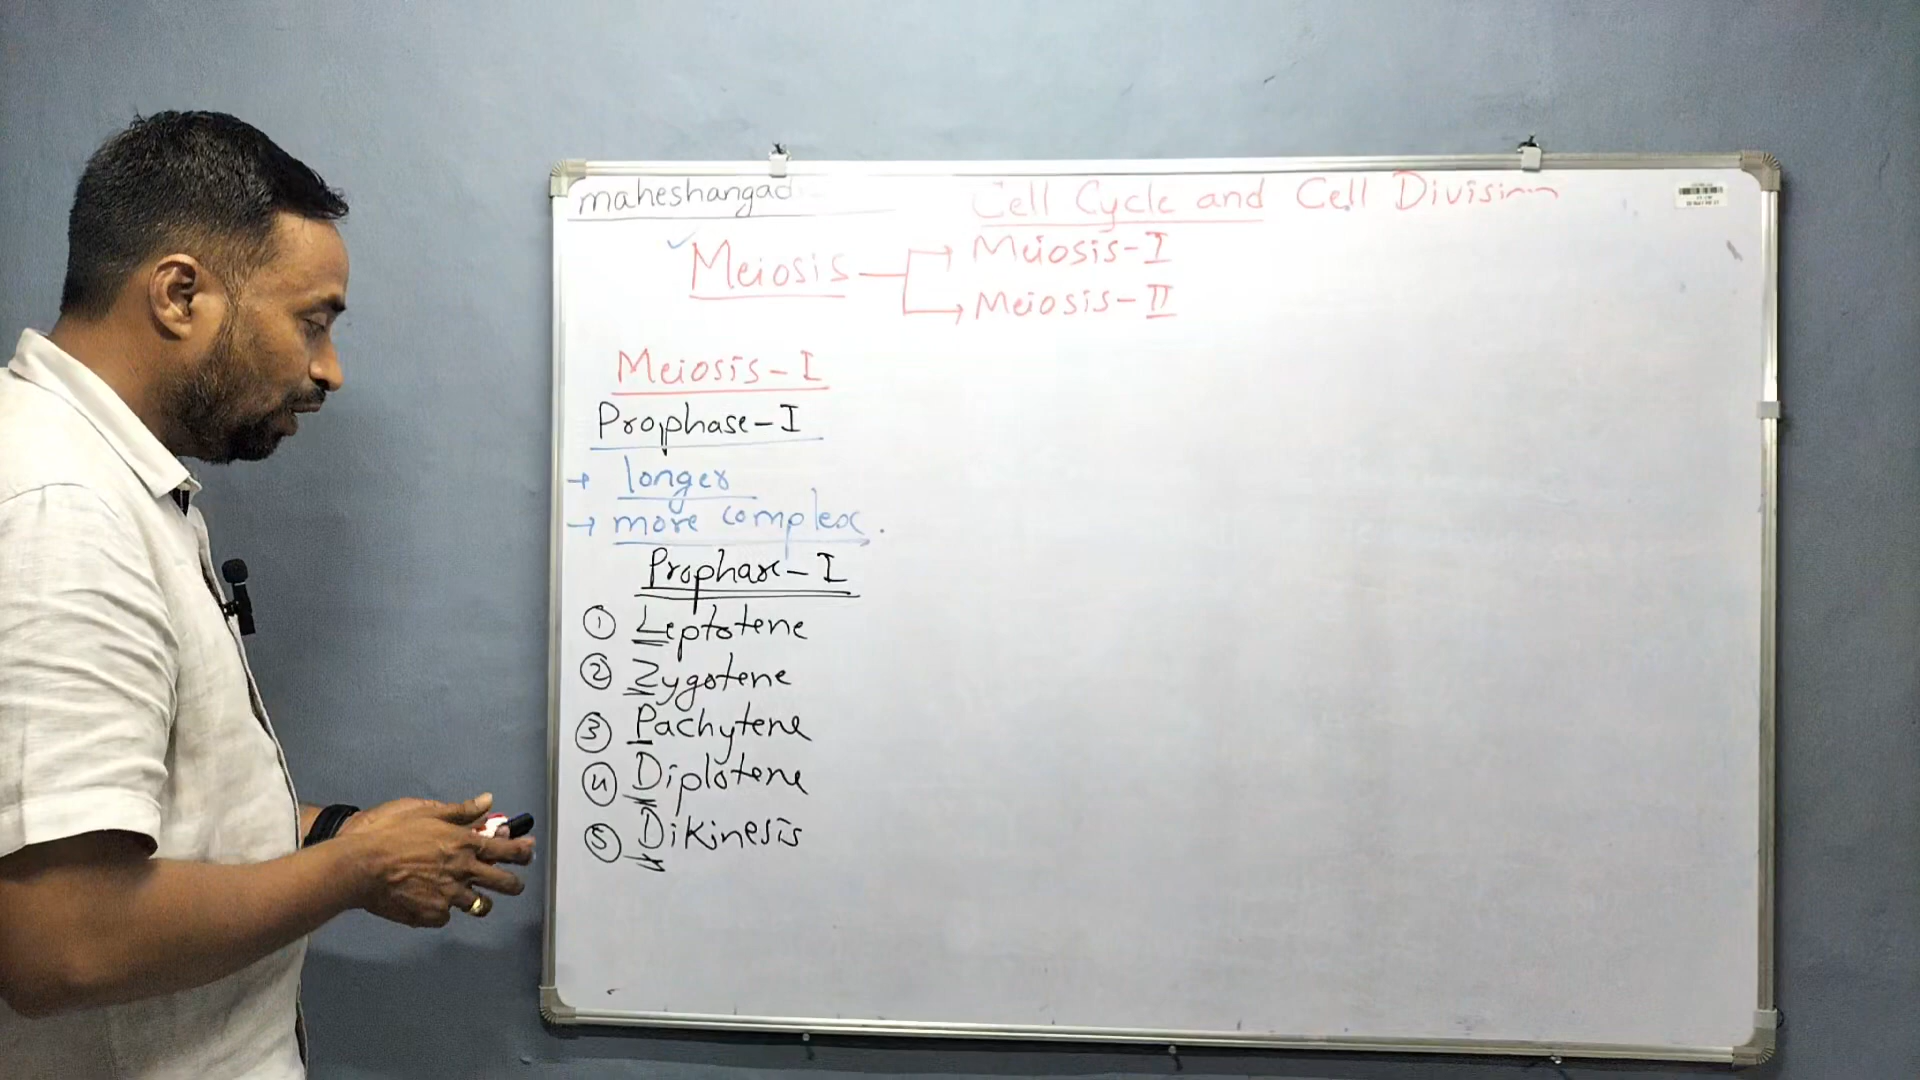 maheshangad
Cell Cycle and Cell Division
Meiosis
Meiosis-I
Meiosis-II
Meiosis-I
Prophase-I
→ longer
→ more complex.
Prophase-I
① Leptotene
② Zygotene
③ Pachytene
④ Diplotene
⑤ Dikinesis